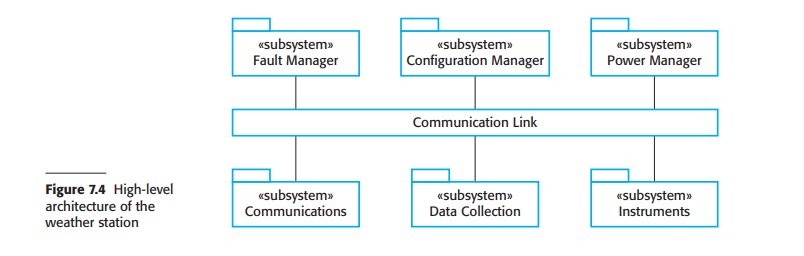 «subsystem»
Fault Manager
«subsystem»
Configuration Manager
«subsystem»
Power Manager
Communication Link
«subsystem»
Communications
«subsystem»
Data Collection
«subsystem»
Instruments
Figure 7.4 High-level
architecture of the
weather station